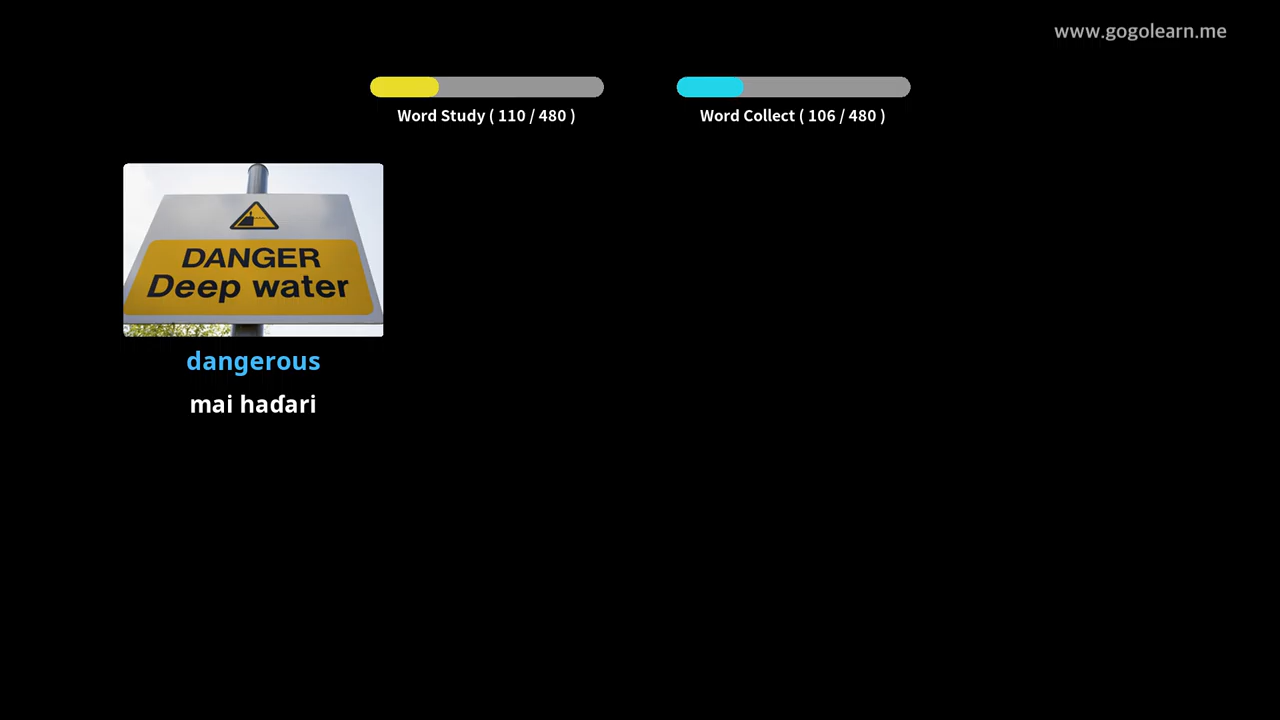 www.gogolearn.me
Word Study ( 110 / 480 )
Word Collect ( 106 / 480 )
DANGER
Deep water
dangerous
mai haɗari